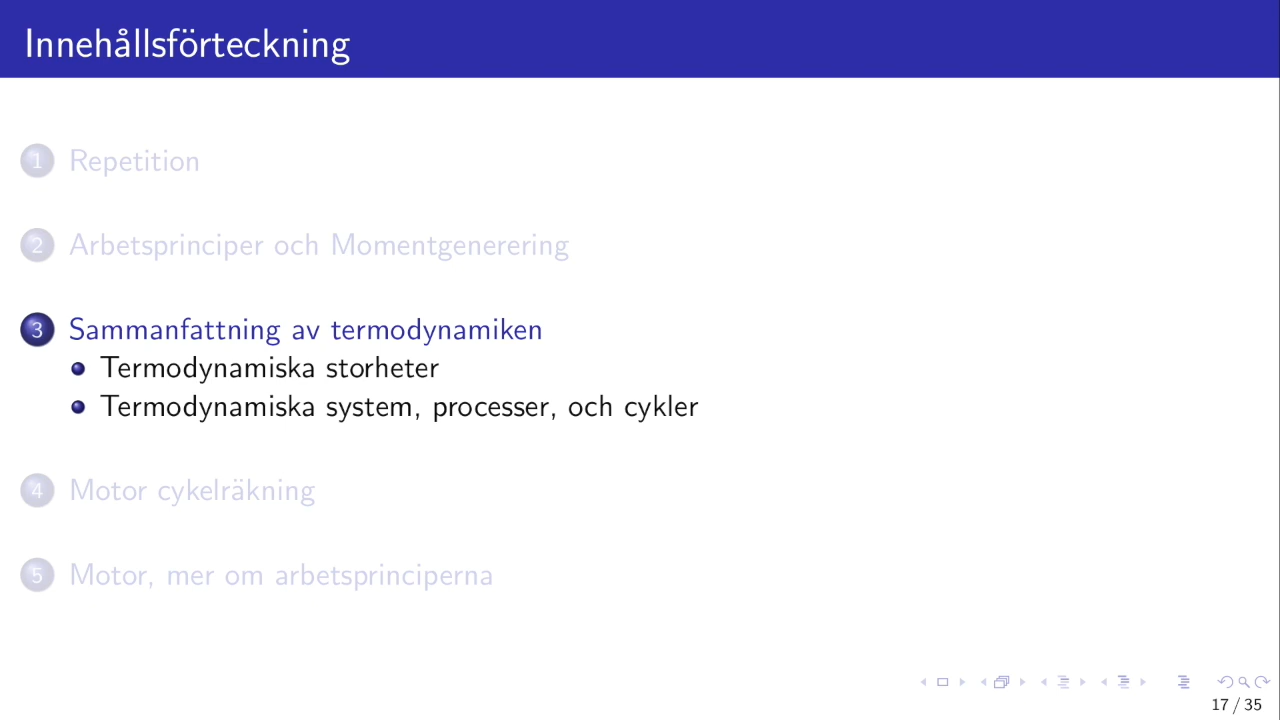 Innehållsförteckning
1 Repetition
2 Arbetsprinciper och Momentgenerering
3 Sammanfattning av termodynamiken
Termodynamiska storheter
Termodynamiska system, processer, och cykler
4 Motor cykelräkning
5 Motor, mer om arbetsprinciperna
17 / 35